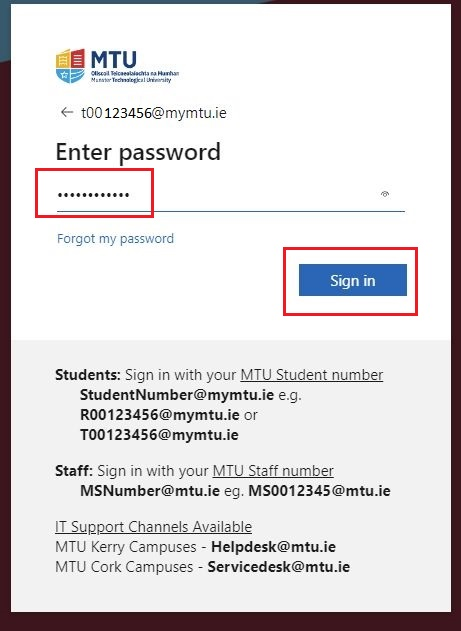 MTU
Ollscoil Teicneolaíochta na Mumhan
Munster Technological University
← t00123456@mymtu.ie
Enter password
••••••••••••
Forgot my password
Sign in
Students: Sign in with your MTU Student number
StudentNumber@mymtu.ie e.g.
R00123456@mymtu.ie or
T00123456@mymtu.ie
Staff: Sign in with your MTU Staff number
MSNumber@mtu.ie eg. MS0012345@mtu.ie
IT Support Channels Available
MTU Kerry Campuses - Helpdesk@mtu.ie
MTU Cork Campuses - Servicedesk@mtu.ie